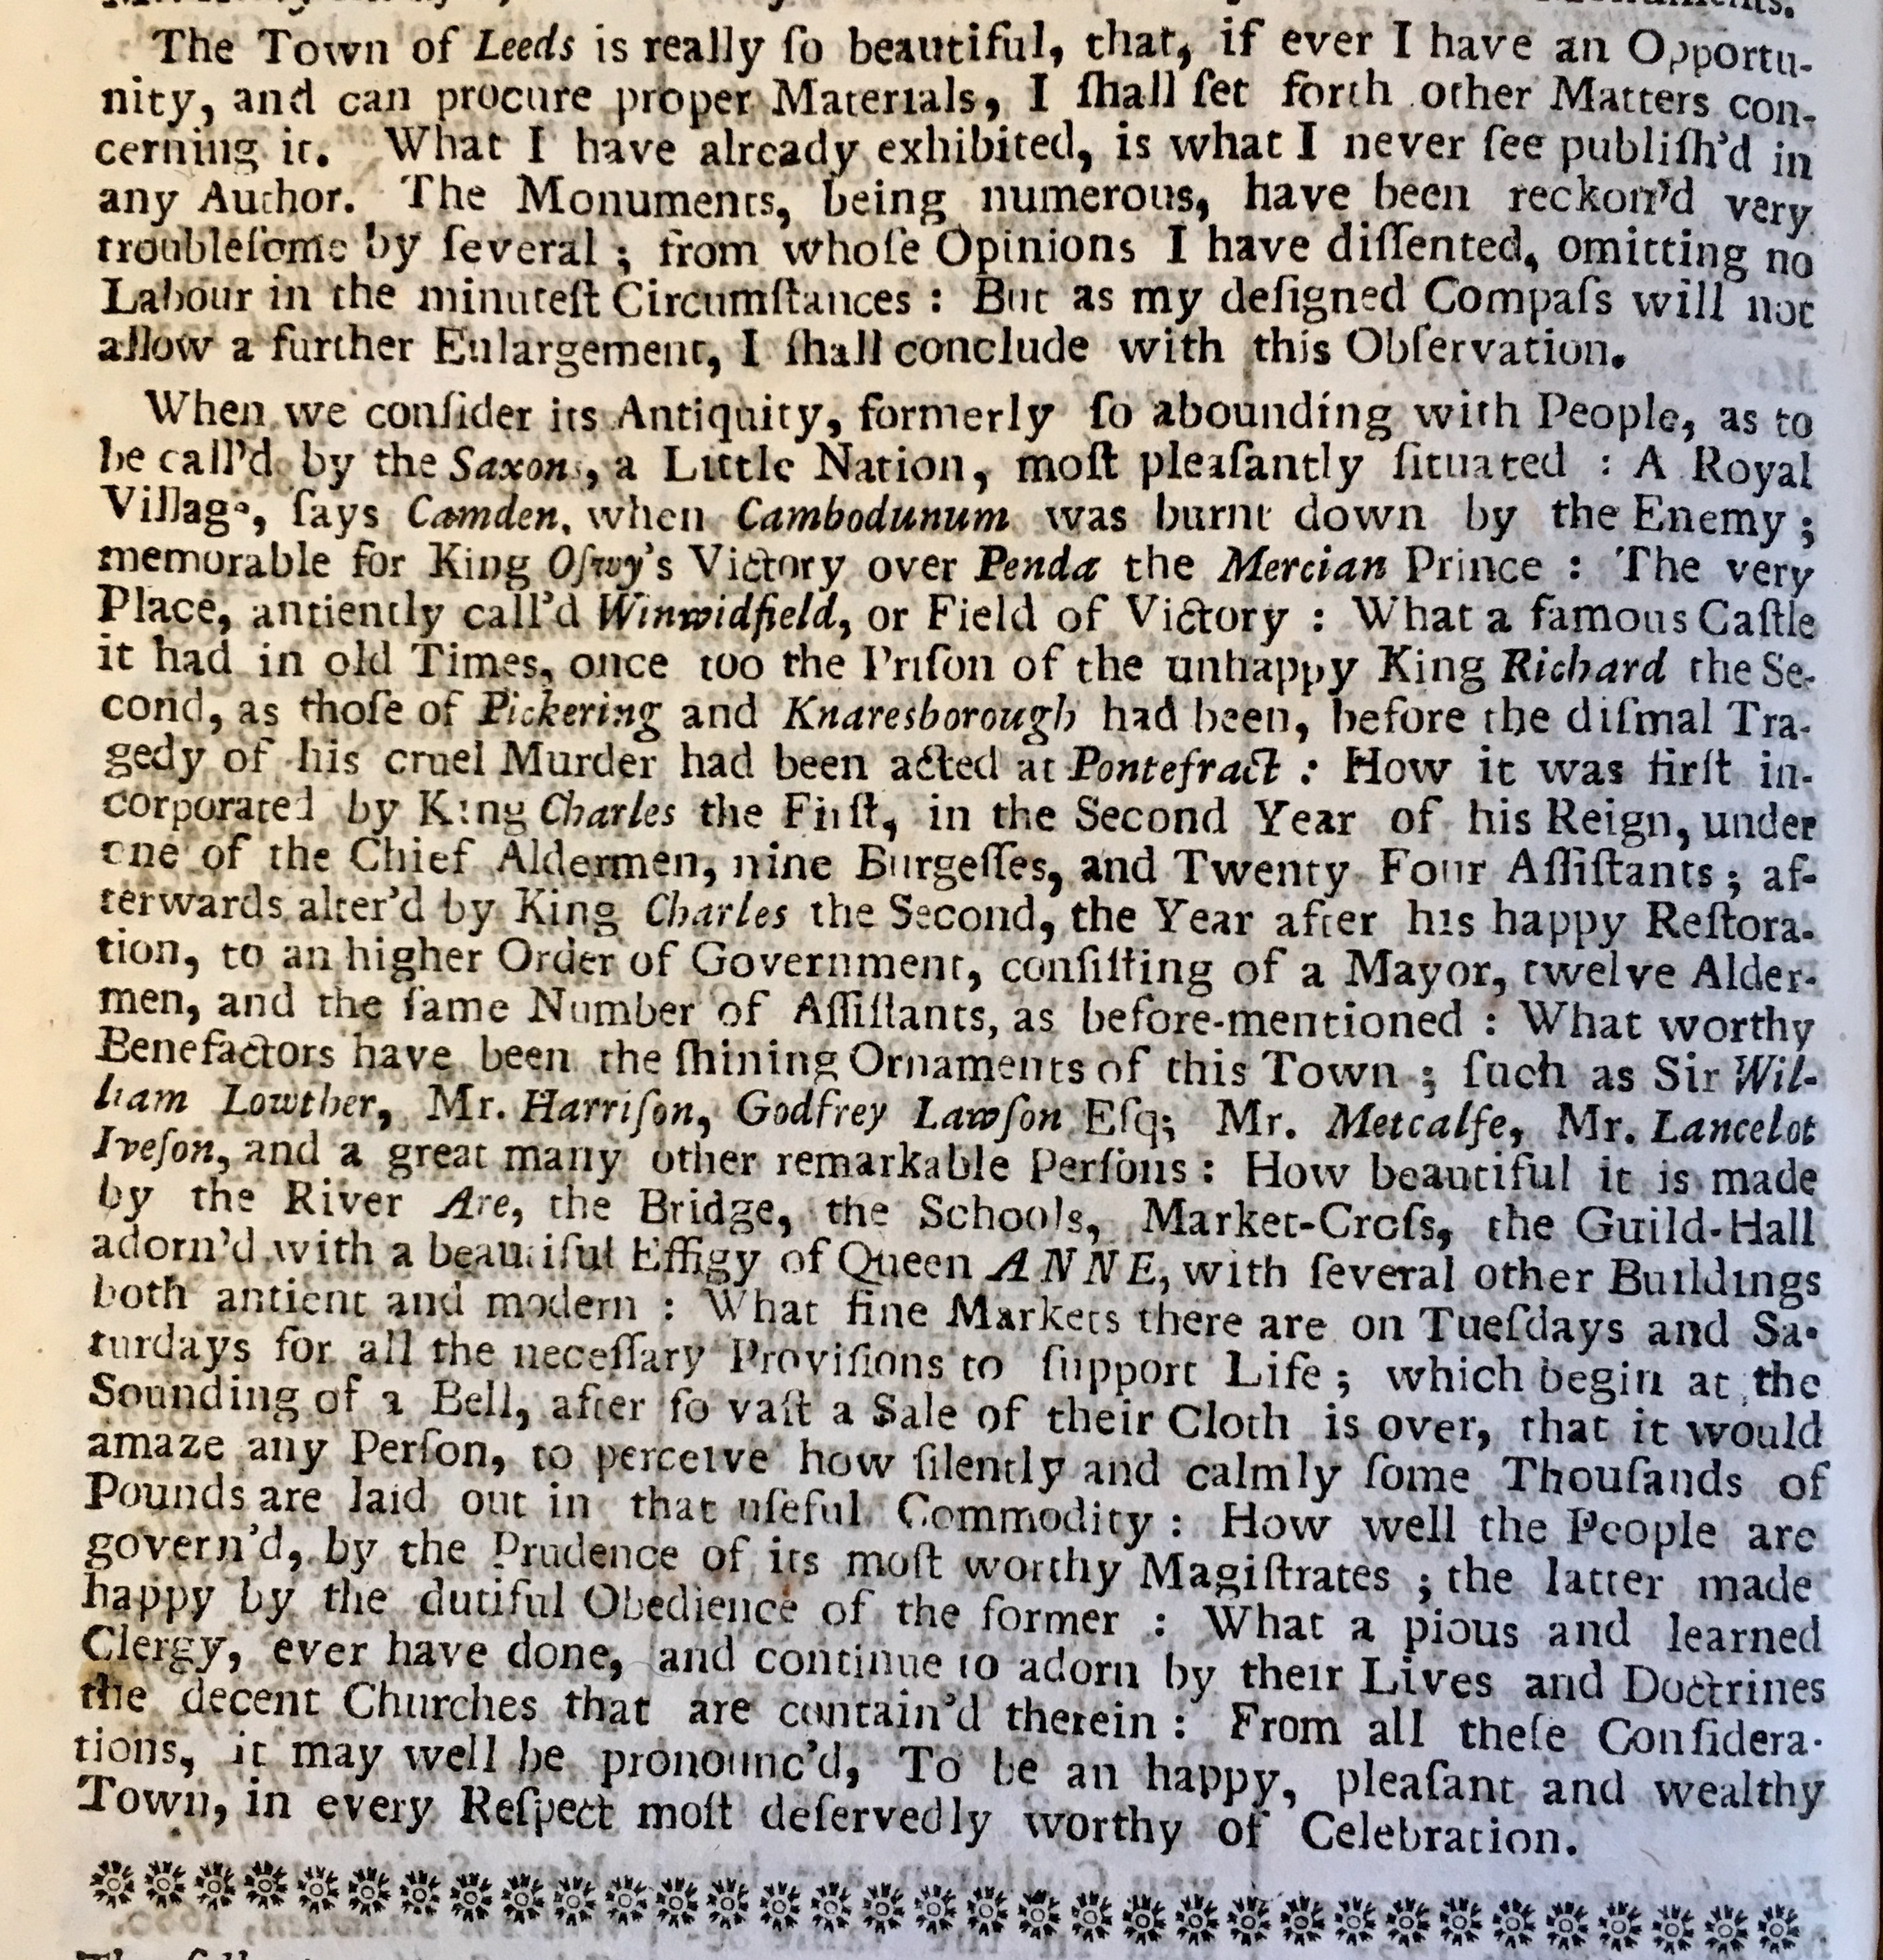 The Town of Leeds is really ſo beautiful, that, if ever I have an Opportu-
nity, and can procure proper Materials, I ſhall ſet forth other Matters con-
cerning it. What I have already exhibited, is what I never ſee publiſh'd in
any Author. The Monuments, being numerous, have been reckon'd very
troubleſome by ſeveral ; from whoſe Opinions I have diſſented, omitting no
Labour in the minuteſt Circumſtances : But as my deſigned Compaſs will not
allow a further Enlargement, I ſhall conclude with this Obſervation.
When we conſider its Antiquity, formerly ſo abounding with People, as to
be call'd by the Saxons, a Little Nation, moſt pleaſantly ſituated : A Royal
Village, ſays Camden, when Cambodunum was burnt down by the Enemy ;
memorable for King Oſwy's Victory over Penda the Mercian Prince : The very
Place, antiently call'd Winwidfield, or Field of Victory : What a famous Caſtle
it had in old Times, once too the Priſon of the unhappy King Richard the Se-
cond, as thoſe of Pickering and Knaresborough had been, before the diſmal Tra-
gedy of his cruel Murder had been acted at Pontefract : How it was firſt in-
corporated by King Charles the Firſt, in the Second Year of his Reign, under
one of the Chief Aldermen, nine Burgeſſes, and Twenty Four Aſſiſtants ; af-
terwards alter'd by King Charles the Second, the Year after his happy Reſtora-
tion, to an higher Order of Government, conſiſting of a Mayor, twelve Alder-
men, and the ſame Number of Aſſiſtants, as before-mentioned : What worthy
Benefactors have been the ſhining Ornaments of this Town ; ſuch as Sir Wil-
liam Lowther, Mr. Harriſon, Godfrey Lawſon Eſq; Mr. Metcalfe, Mr. Lancelot
Iveſon, and a great many other remarkable Perſons : How beautiful it is made
by the River Are, the Bridge, the Schools, Market-Croſs, the Guild-Hall
adorn'd with a beautiful Effigy of Queen ANNE, with ſeveral other Buildings
both antient and modern : What fine Markets there are on Tueſdays and Sa-
turdays for all the neceſſary Proviſions to ſupport Life ; which begin at the
Sounding of a Bell, after ſo vaſt a Sale of their Cloth is over, that it would
amaze any Perſon, to perceive how ſilently and calmly ſome Thouſands of
Pounds are laid out in that uſeful Commodity : How well the People are
govern'd, by the Prudence of its moſt worthy Magiſtrates ; the latter made
happy by the dutiful Obedience of the former : What a pious and learned
Clergy, ever have done, and continue to adorn by their Lives and Doctrines
the decent Churches that are contain'd therein : From all theſe Conſidera-
tions, it may well be pronounc'd, To be an happy, pleaſant and wealthy
Town, in every Reſpect moſt deſervedly worthy of Celebration.